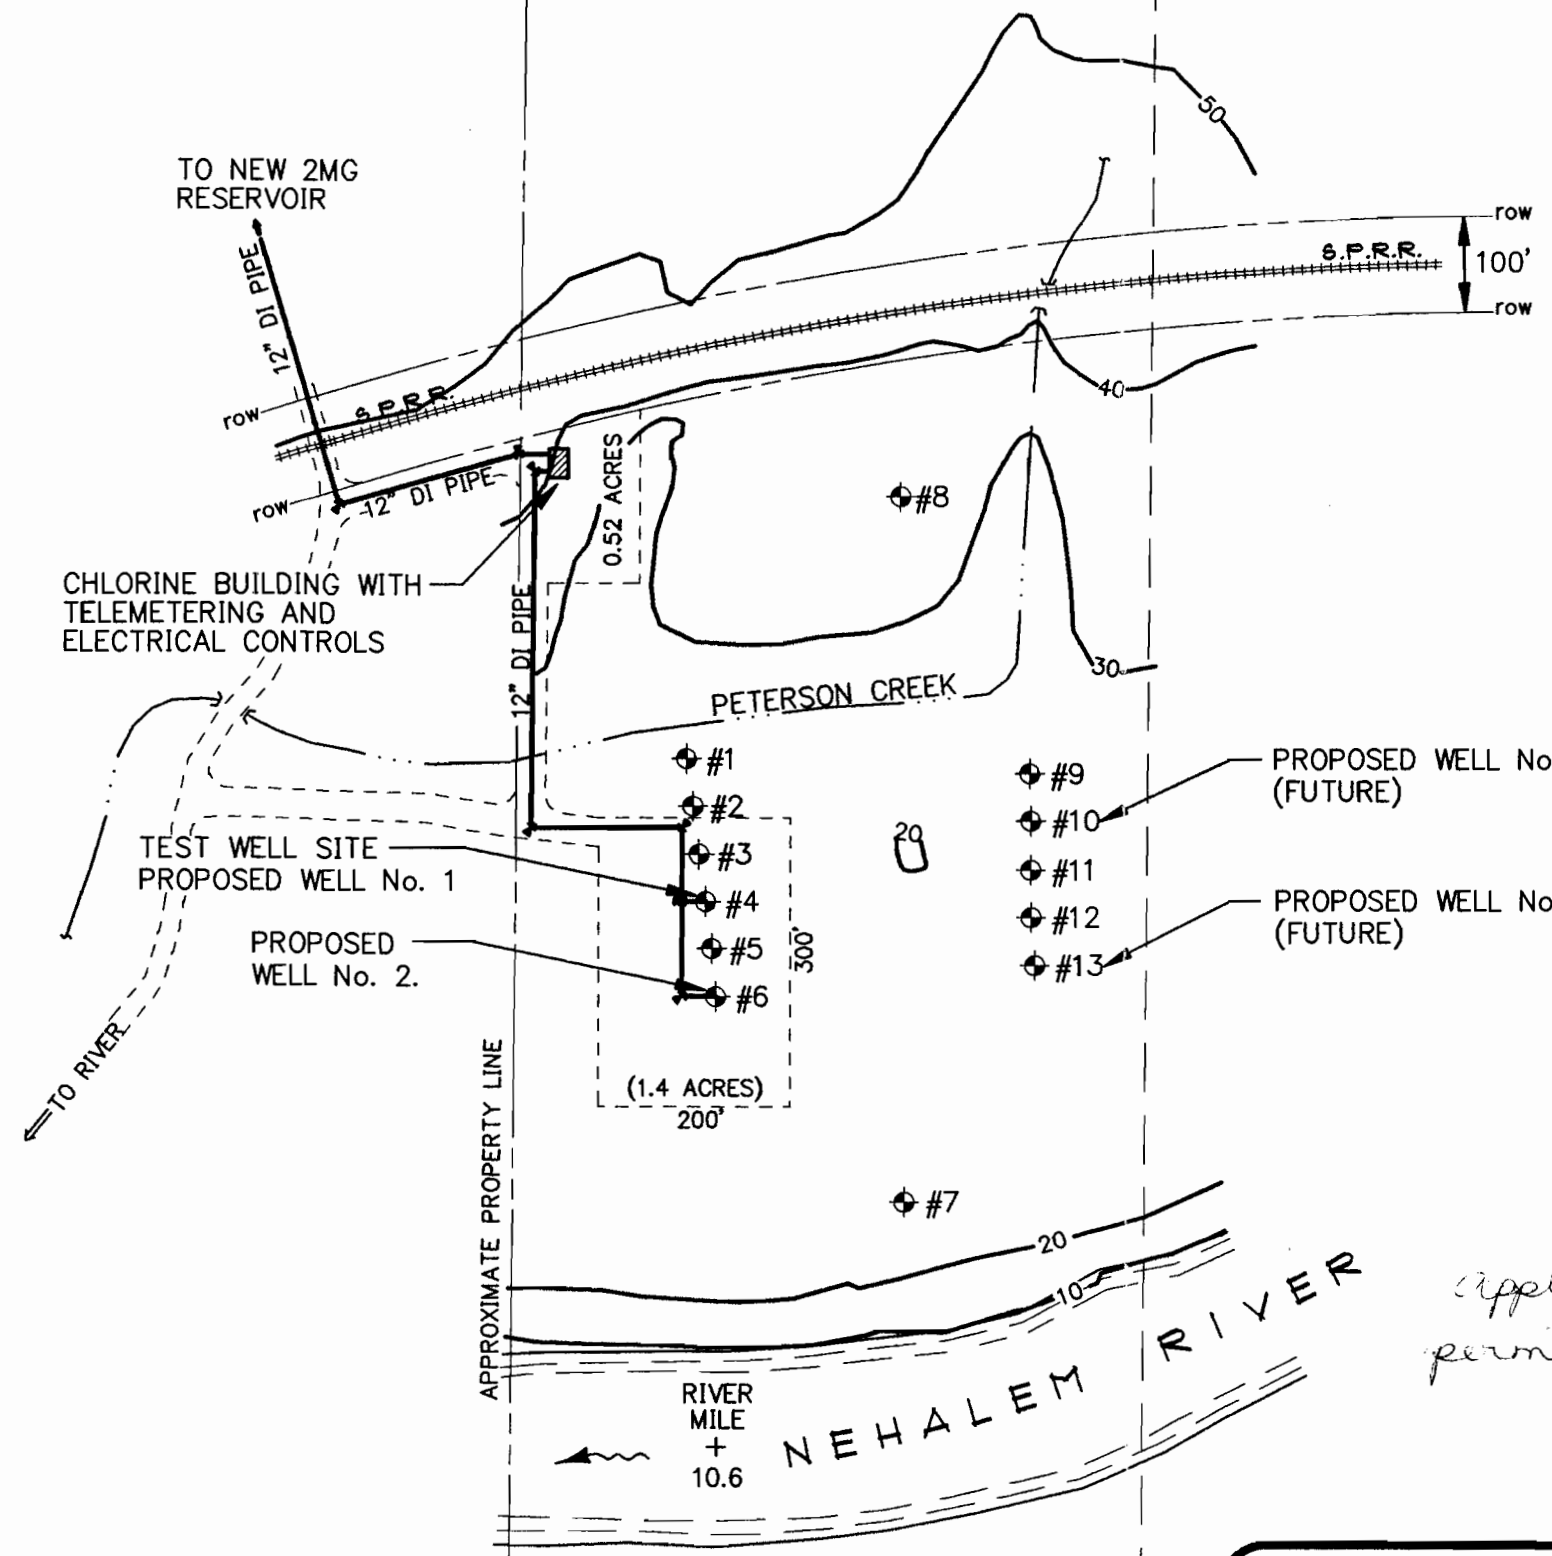 50
TO NEW 2MG
RESERVOIR
row
S.P.R.R.
100'
row
12" DI PIPE
S.P.R.R.
row
40
12" DI PIPE
row
0.52 ACRES
#8
CHLORINE BUILDING WITH
TELEMETERING AND
ELECTRICAL CONTROLS
12" DI PIPE
30
PETERSON CREEK
#1
#9
PROPOSED WELL No
(FUTURE)
#2
#10
20
TEST WELL SITE
PROPOSED WELL No. 1
#3
#11
#4
#12
PROPOSED WELL No
(FUTURE)
PROPOSED
WELL No. 2.
#5
300'
#13
#6
TO RIVER
(1.4 ACRES)
200'
APPROXIMATE PROPERTY LINE
#7
20
10
NEHALEM RIVER
RIVER
MILE
+
10.6